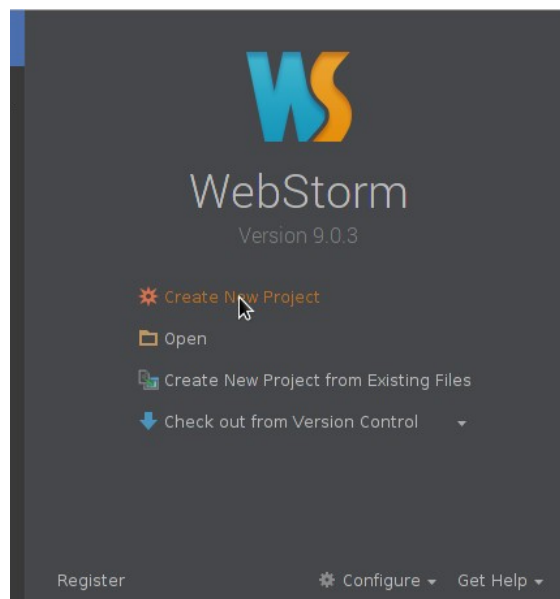 WS
WebStorm
Version 9.0.3
Create New Project
Open
Create New Project from Existing Files
Check out from Version Control
Register Configure Get Help